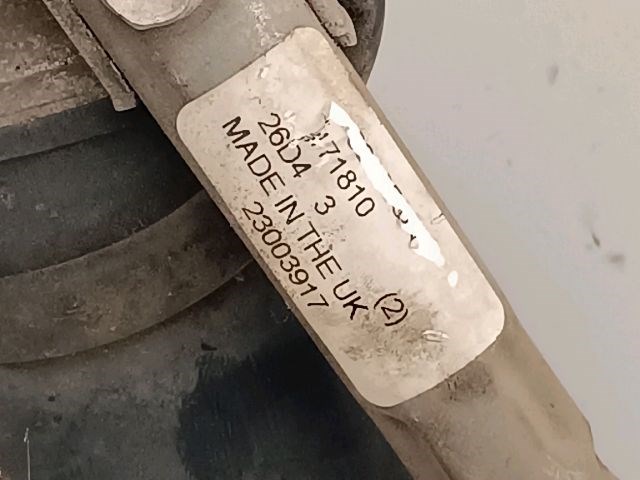 71810
26D4 3
MADE IN THE UK (2)
23003917